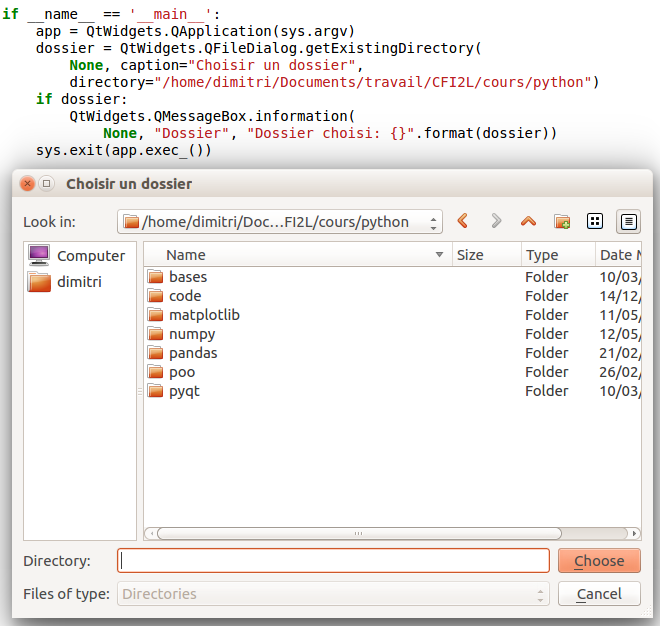 if __name__ == '__main__':
    app = QtWidgets.QApplication(sys.argv)
    dossier = QtWidgets.QFileDialog.getExistingDirectory(
        None, caption="Choisir un dossier",
        directory="/home/dimitri/Documents/travail/CFI2L/cours/python")
    if dossier:
        QtWidgets.QMessageBox.information(
            None, "Dossier", "Dossier choisi: {}".format(dossier))
    sys.exit(app.exec_())
Choisir un dossier
Look in: /home/dimitri/Doc...FI2L/cours/python
Computer
dimitri
Name Size Type Date M
bases Folder 10/03/
code Folder 14/12/
matplotlib Folder 11/05/
numpy Folder 12/05/
pandas Folder 21/02/
poo Folder 26/02/
pyqt Folder 10/03/
Directory: Choose
Files of type: Directories Cancel